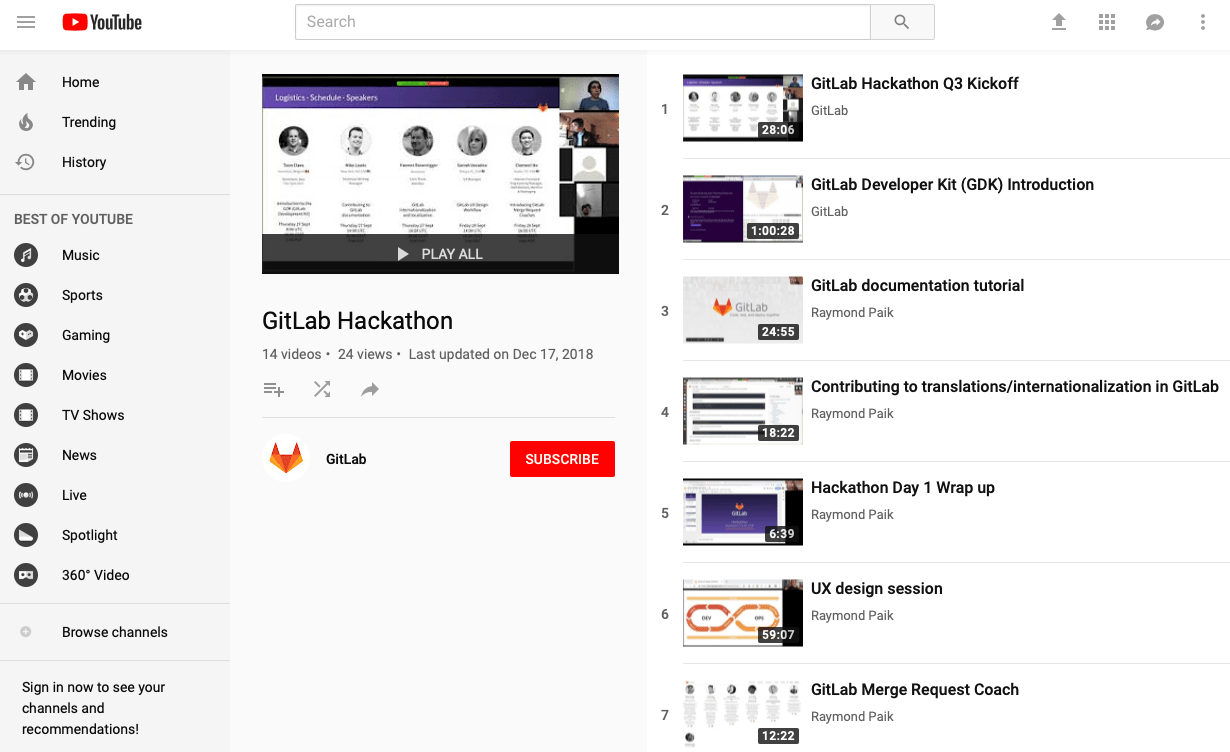 YouTube
Search
Home
Trending
History
BEST OF YOUTUBE
Music
Sports
Gaming
Movies
TV Shows
News
Live
Spotlight
360° Video
Browse channels
Sign in now to see your
channels and
recommendations!
Logistics - Schedule - Speakers
PLAY ALL
GitLab Hackathon
14 videos • 24 views • Last updated on Dec 17, 2018
GitLab
SUBSCRIBE
1
28:06
GitLab Hackathon Q3 Kickoff
GitLab
2
1:00:28
GitLab Developer Kit (GDK) Introduction
GitLab
3
GitLab
24:55
GitLab documentation tutorial
Raymond Paik
4
18:22
Contributing to translations/internationalization in GitLab
Raymond Paik
5
GitLab
6:39
Hackathon Day 1 Wrap up
Raymond Paik
6
DEV
OPS
59:07
UX design session
Raymond Paik
7
12:22
GitLab Merge Request Coach
Raymond Paik